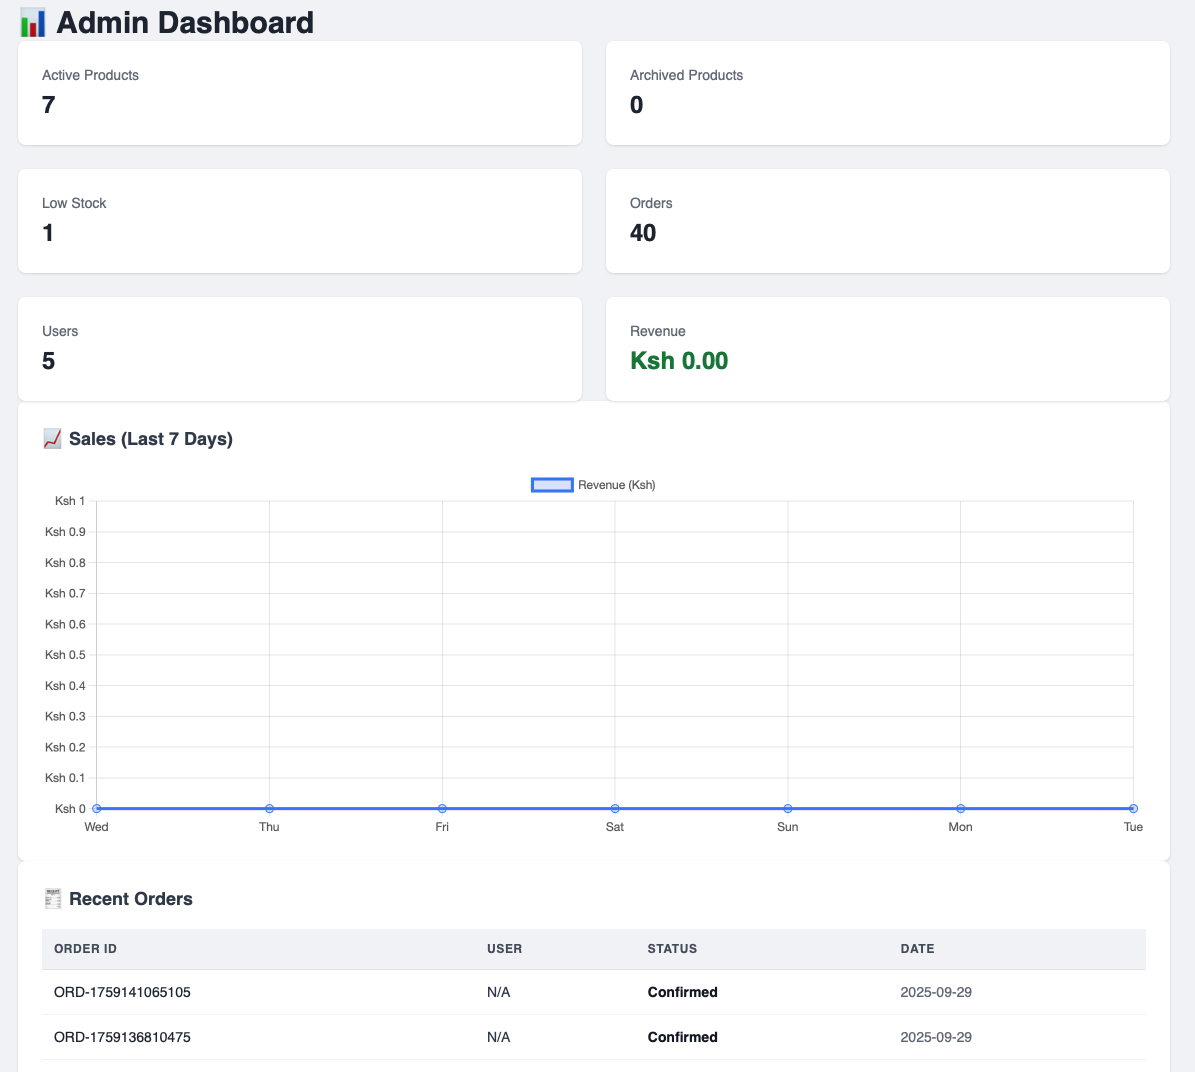 📊 Admin Dashboard
Active Products
7
Archived Products
0
Low Stock
1
Orders
40
Users
5
Revenue
Ksh 0.00
📈 Sales (Last 7 Days)
Revenue (Ksh)
Ksh 1
Ksh 0.9
Ksh 0.8
Ksh 0.7
Ksh 0.6
Ksh 0.5
Ksh 0.4
Ksh 0.3
Ksh 0.2
Ksh 0.1
Ksh 0
Wed Thu Fri Sat Sun Mon Tue
🧾 Recent Orders
ORDER ID USER STATUS DATE
ORD-1759141065105 N/A Confirmed 2025-09-29
ORD-1759136810475 N/A Confirmed 2025-09-29